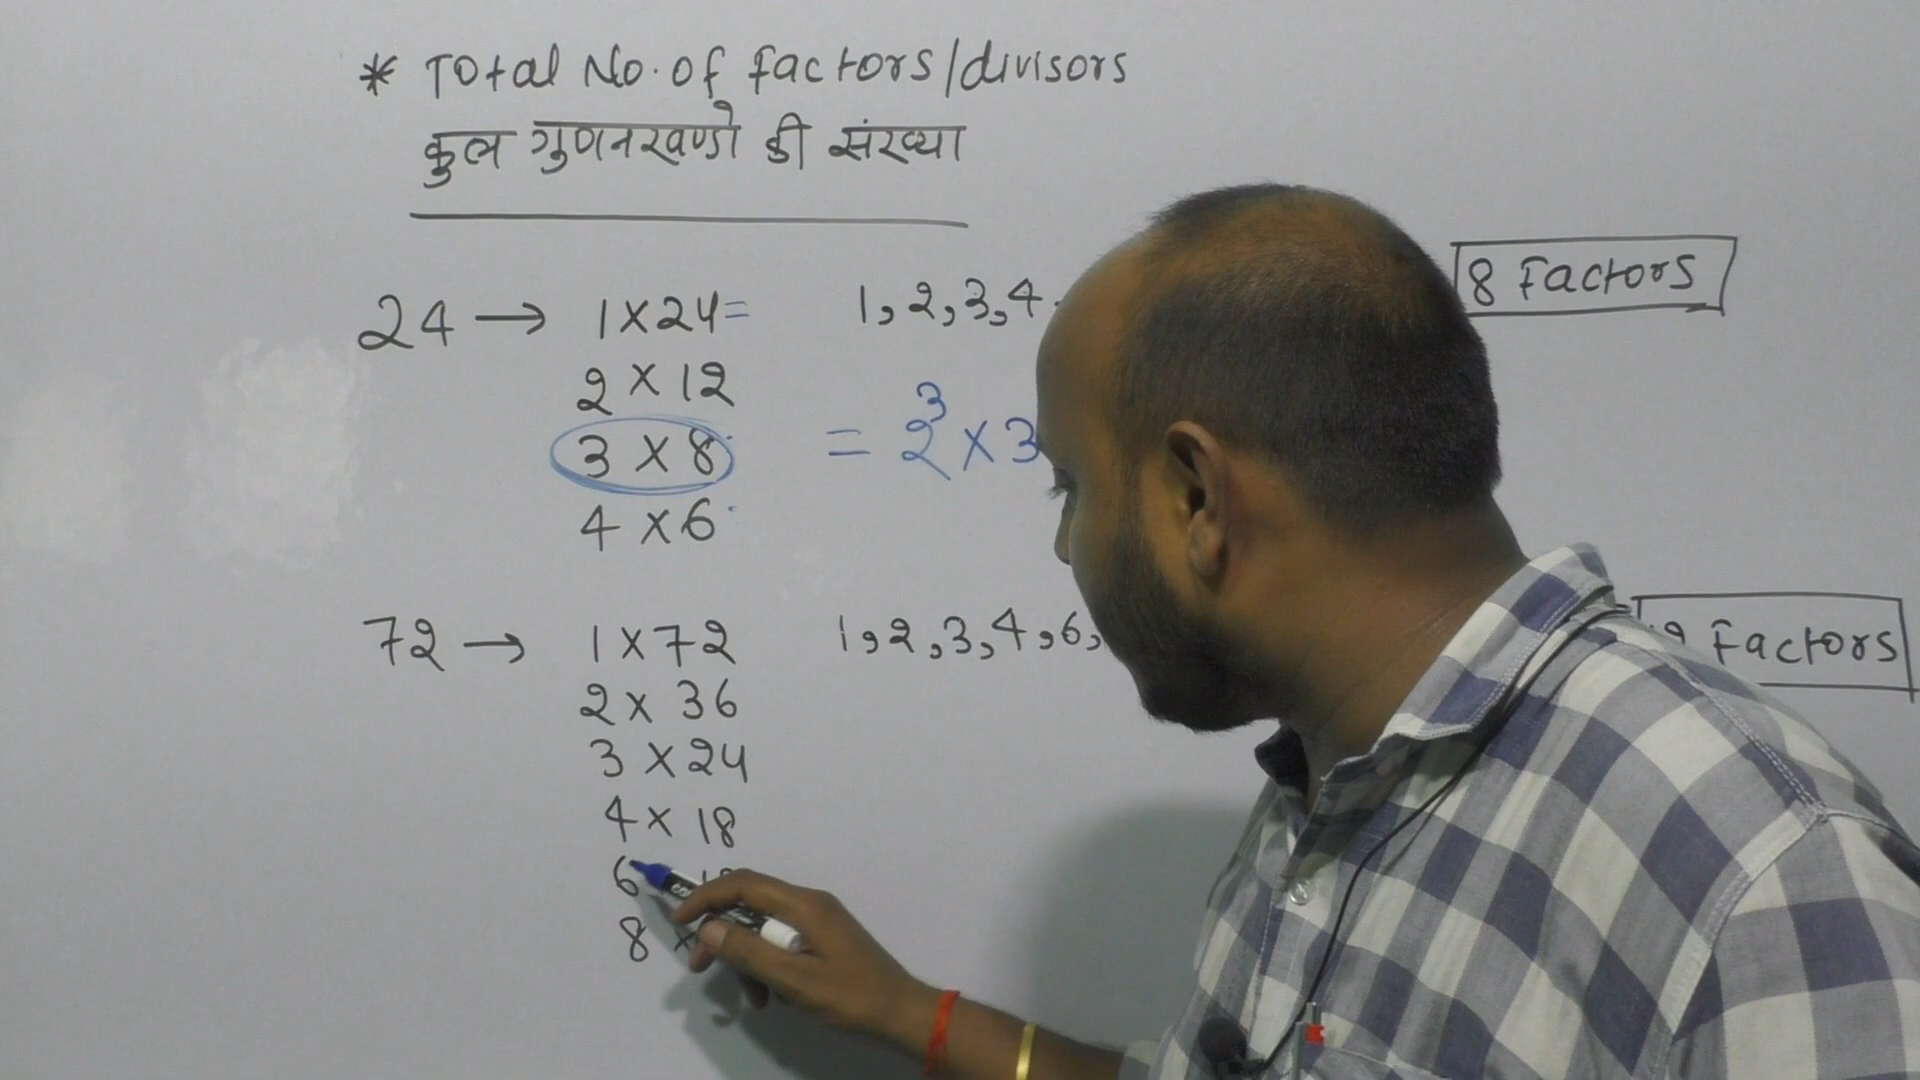 * Total No. of factors/divisors
कुल गुणनखण्डो की संख्या
24 → 1×24= 1,2,3,4 8 Factors
2 × 12
3 × 8 = 2³ × 3
4 × 6
72 → 1×72 1,2,3,4,6, Factors
2 × 36
3 × 24
4 × 18
6
8 ×